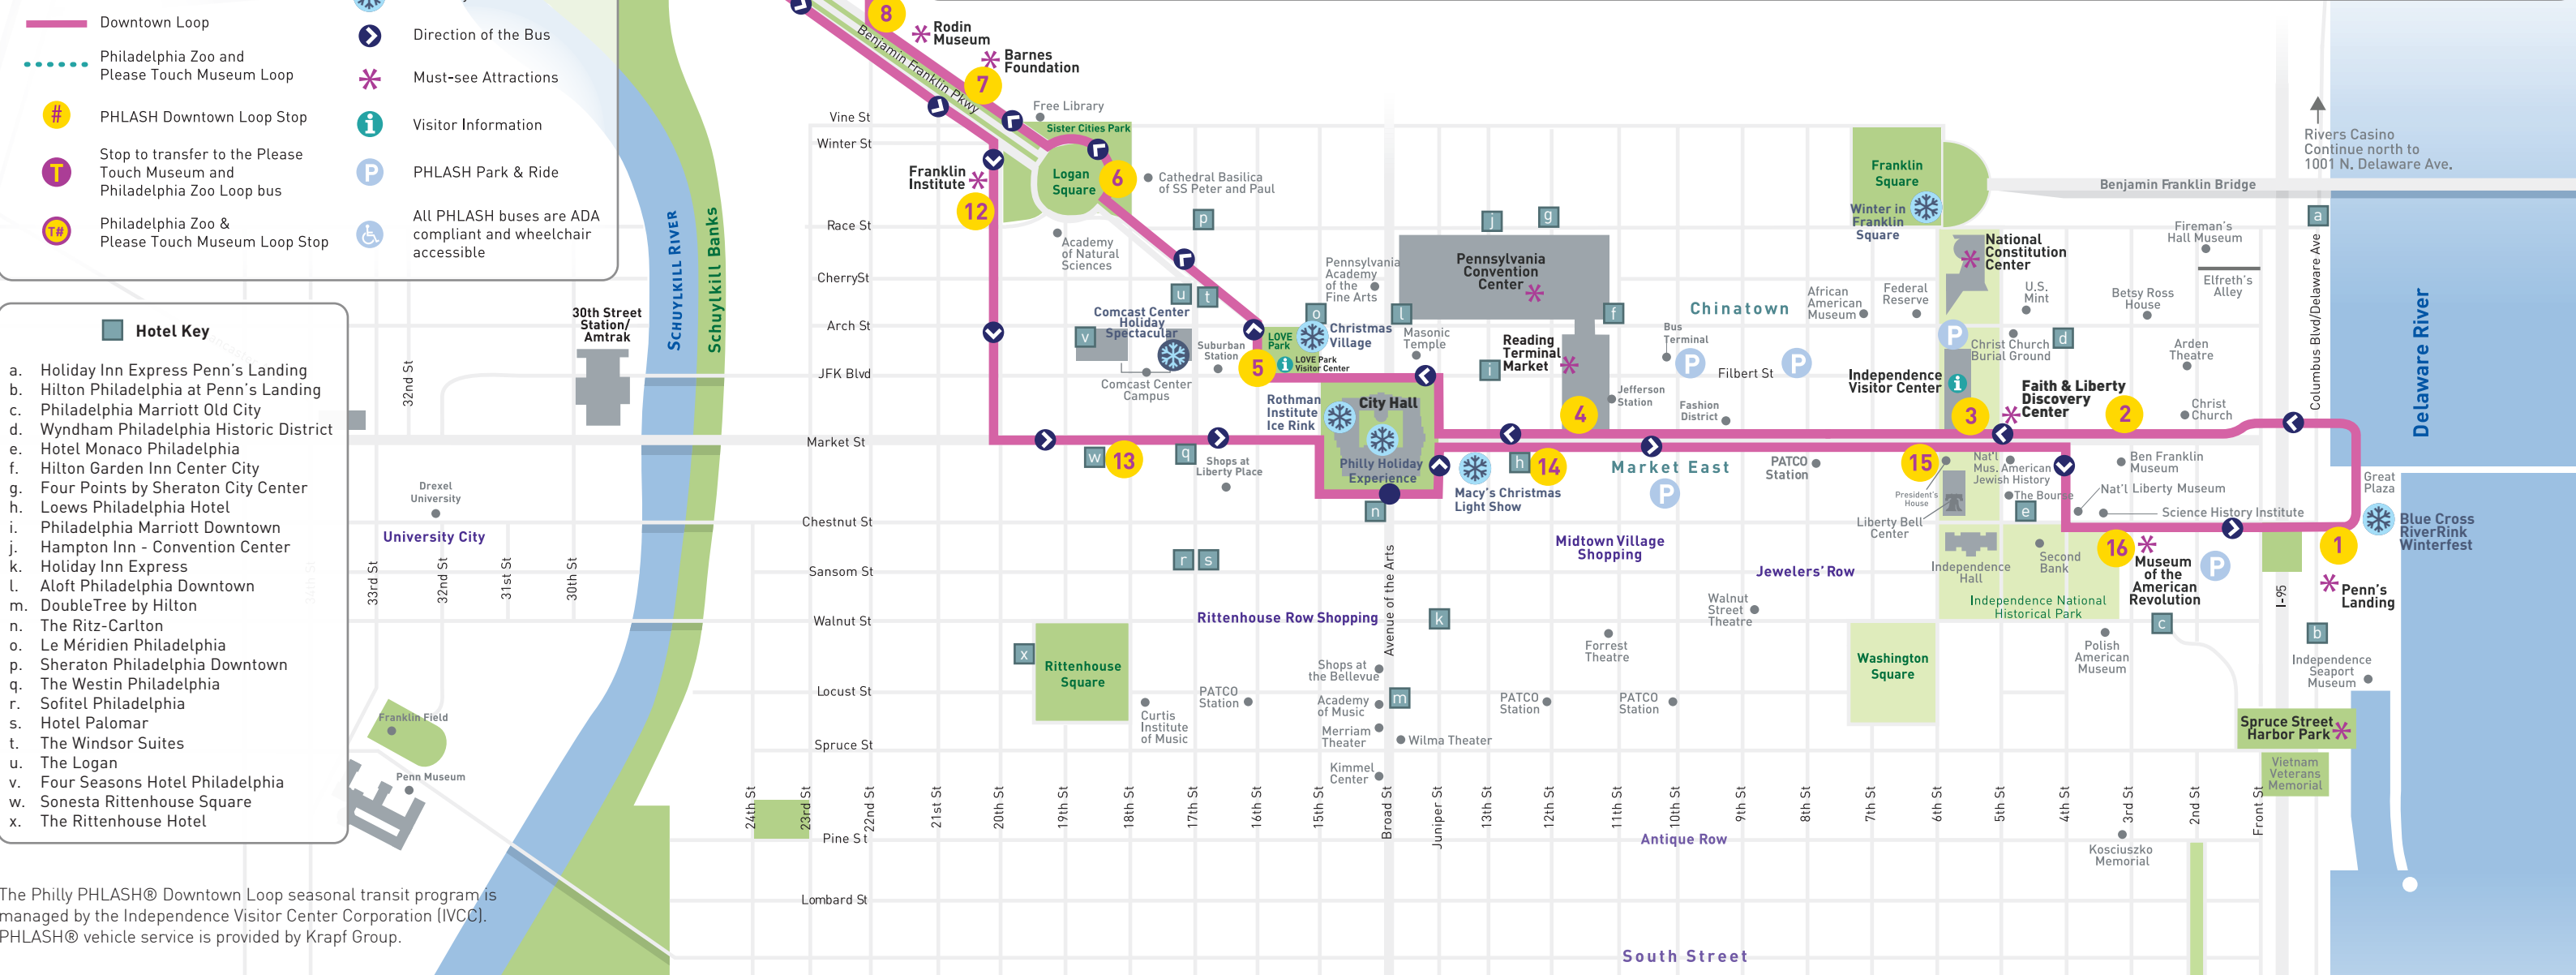 Downtown Loop
Philadelphia Zoo and
Please Touch Museum Loop
#
PHLASH Downtown Loop Stop
T
Stop to transfer to the Please
Touch Museum and
Philadelphia Zoo Loop bus
T#
Philadelphia Zoo &
Please Touch Museum Loop Stop
Direction of the Bus
Must-see Attractions
i
Visitor Information
P
PHLASH Park & Ride
All PHLASH buses are ADA
compliant and wheelchair
accessible
Hotel Key
a. Holiday Inn Express Penn's Landing
b. Hilton Philadelphia at Penn's Landing
c. Philadelphia Marriott Old City
d. Wyndham Philadelphia Historic District
e. Hotel Monaco Philadelphia
f. Hilton Garden Inn Center City
g. Four Points by Sheraton City Center
h. Loews Philadelphia Hotel
i. Philadelphia Marriott Downtown
j. Hampton Inn - Convention Center
k. Holiday Inn Express
l. Aloft Philadelphia Downtown
m. DoubleTree by Hilton
n. The Ritz-Carlton
o. Le Méridien Philadelphia
p. Sheraton Philadelphia Downtown
q. The Westin Philadelphia
r. Sofitel Philadelphia
s. Hotel Palomar
t. The Windsor Suites
u. The Logan
v. Four Seasons Hotel Philadelphia
w. Sonesta Rittenhouse Square
x. The Rittenhouse Hotel
The Philly PHLASH® Downtown Loop seasonal transit program is
managed by the Independence Visitor Center Corporation (IVCC).
PHLASH® vehicle service is provided by Krapf Group.
30th Street
Station/
Amtrak
32nd St
Drexel
University
University City
33rd St
32nd St
31st St
30th St
Franklin Field
Penn Museum
SCHUYLKILL RIVER
Schuylkill Banks
8
Rodin
Museum
Barnes
Foundation
7
Benjamin Franklin Pkwy
Free Library
Sister Cities Park
Vine St
Winter St
Franklin
Institute
12
Logan
Square
6
Cathedral Basilica
of SS Peter and Paul
Race St
p
Academy
of Natural
Sciences
CherrySt
u
t
Comcast Center
Holiday
Spectacular
v
Arch St
Suburban
Station
Comcast Center
Campus
JFK Blvd
5
LOVE
Park
i
LOVE Park
Visitor Center
o
Christmas
Village
Pennsylvania
Academy
of the
Fine Arts
l
Masonic
Temple
j
g
Pennsylvania
Convention
Center
f
Reading
Terminal
Market
i
4
Jefferson
Station
Rothman
Institute
Ice Rink
City Hall
Philly Holiday
Experience
Market St
w
13
q
Shops at
Liberty Place
n
Macy's Christmas
Light Show
h
14
Market East
P
Chinatown
Bus
Terminal
P
Filbert St
P
Fashion
District
PATCO
Station
African
American
Museum
Federal
Reserve
Franklin
Square
Winter in
Franklin
Square
National
Constitution
Center
U.S.
Mint
P
Christ Church
Burial Ground
d
Independence
Visitor Center
i
Faith & Liberty
Discovery
Center
3
2
Betsy Ross
House
Arden
Theatre
Christ
Church
Fireman's
Hall Museum
Elfreth's
Alley
a
Rivers Casino
Continue north to
1001 N. Delaware Ave.
Benjamin Franklin Bridge
Columbus Blvd/Delaware Ave
Delaware River
15
President's
House
Liberty Bell
Center
Nat'l
Mus. American
Jewish History
The Bourse
e
Ben Franklin
Museum
Nat'l Liberty Museum
Science History Institute
Great
Plaza
Blue Cross
RiverRink
Winterfest
1
Penn's
Landing
16
Museum
of the
American
Revolution
P
Independence
Hall
Second
Bank
Independence National
Historical Park
I-95
c
b
Polish
American
Museum
Independence
Seaport
Museum
Spruce Street
Harbor Park
Vietnam
Veterans
Memorial
Kosciuszko
Memorial
Washington
Square
Chestnut St
Sansom St
r
s
Walnut St
Rittenhouse Row Shopping
Avenue of the Arts
k
Midtown Village
Shopping
Jewelers' Row
Walnut
Street
Theatre
Forrest
Theatre
x
Rittenhouse
Square
Locust St
Curtis
Institute
of Music
PATCO
Station
Shops at
the Bellevue
Academy
of Music
m
Merriam
Theater
Wilma Theater
Kimmel
Center
PATCO
Station
PATCO
Station
Spruce St
24th St
23rd St
22nd St
21st St
20th St
19th St
18th St
17th St
16th St
15th St
Broad St
Juniper St
13th St
12th St
11th St
10th St
9th St
8th St
7th St
6th St
5th St
4th St
3rd St
2nd St
Front St
Pine St
Antique Row
Lombard St
South Street